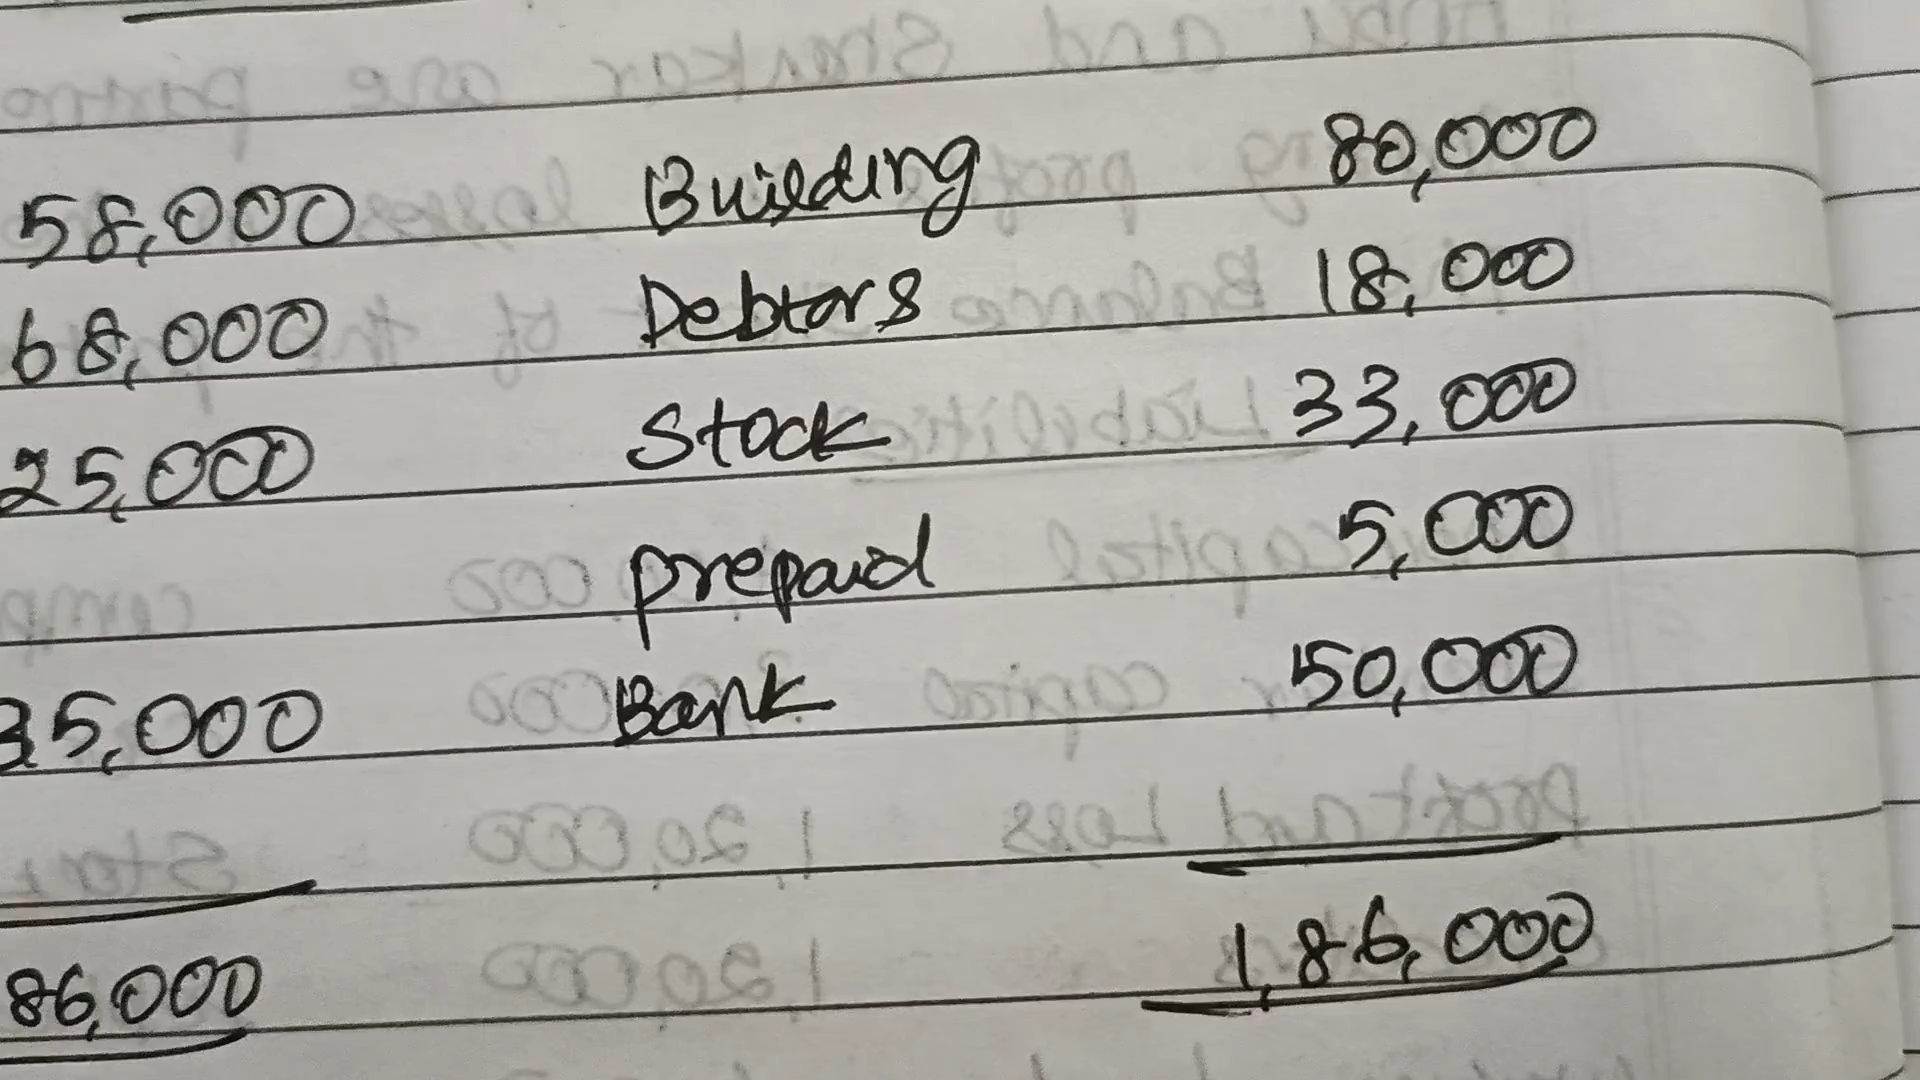 58,000 Building 80,000
68,000 Debtors 18,000
25,000 Stock 33,000
prepaid 5,000
35,000 Bank 50,000
86,000 1,86,000